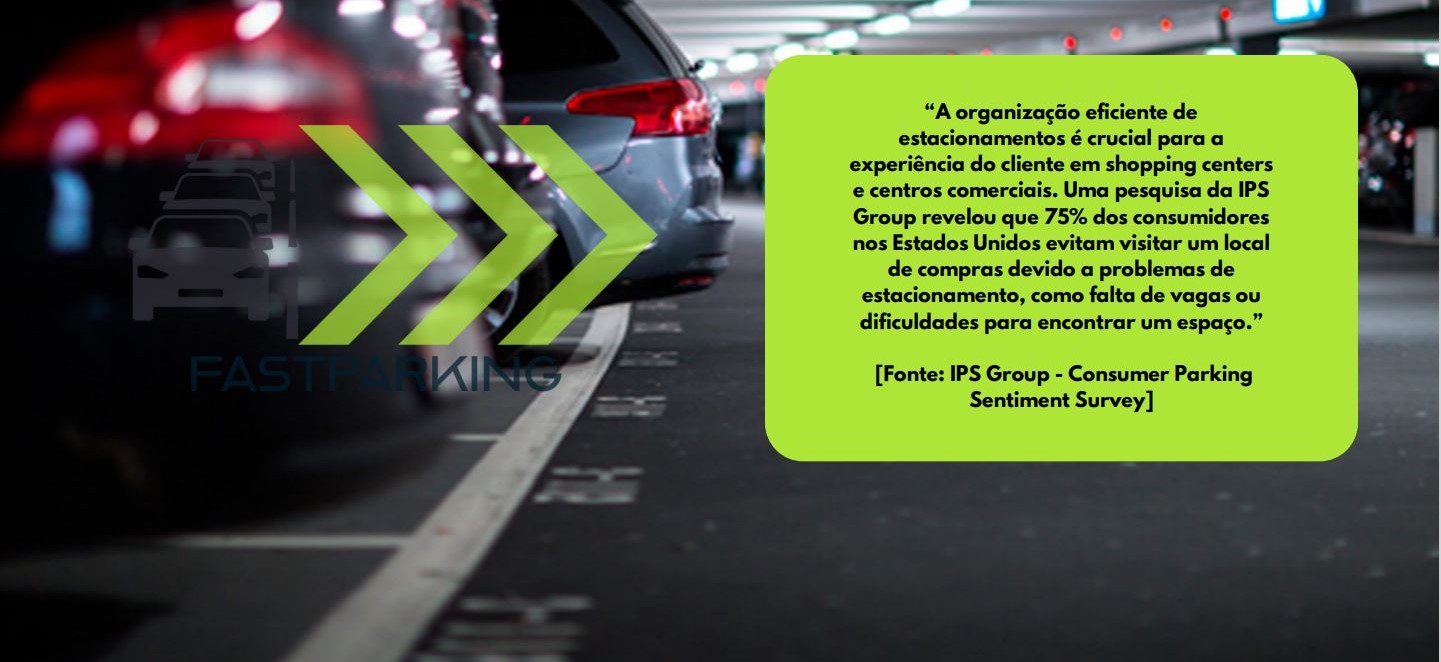 “A organização eficiente de
estacionamentos é crucial para a
experiência do cliente em shopping centers
e centros comerciais. Uma pesquisa da IPS
Group revelou que 75% dos consumidores
nos Estados Unidos evitam visitar um local
de compras devido a problemas de
estacionamento, como falta de vagas ou
dificuldades para encontrar um espaço.”
[Fonte: IPS Group - Consumer Parking
Sentiment Survey]
FASTPARKING